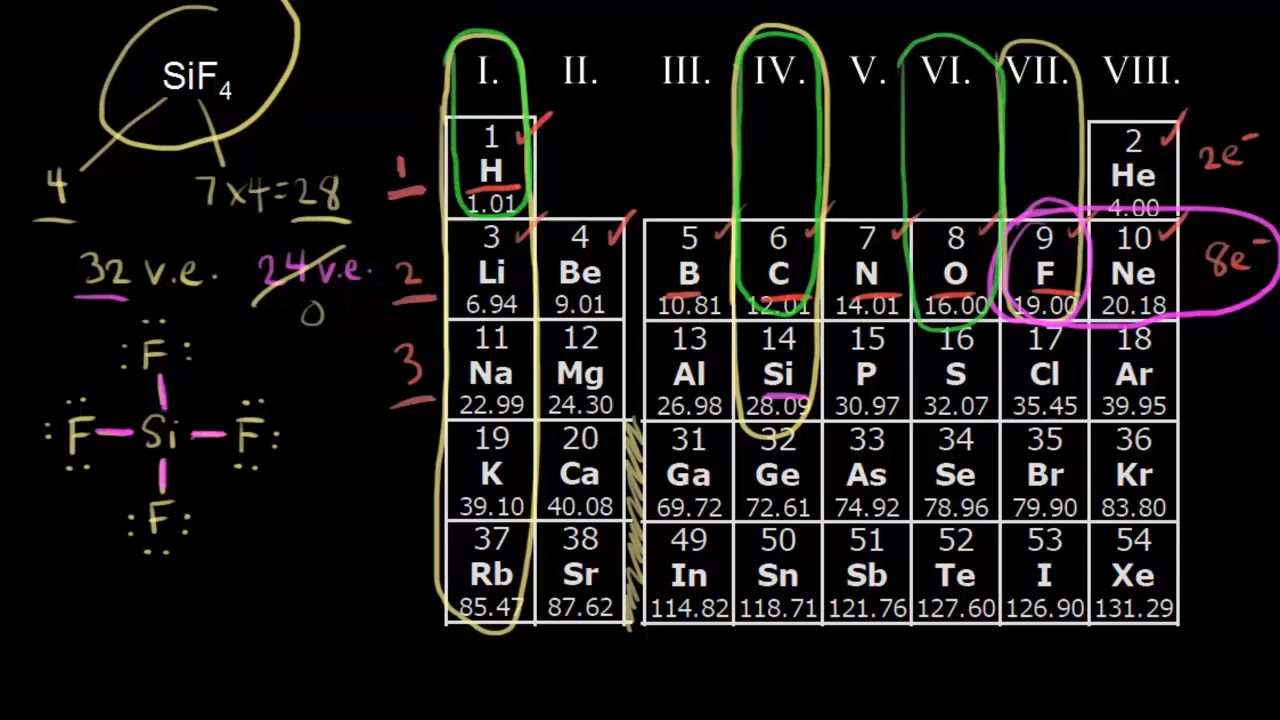 SiF4
4 7x4=28
32 v.e. 24 v.e.
0
F
F Si F
F
I. II. III. IV. V. VI. VII. VIII.
1 1 2 2e-
H He
1.01 4.00
2 3 4 5 6 7 8 9 10 8e-
Li Be B C N O F Ne
6.94 9.01 10.81 12.01 14.01 16.00 19.00 20.18
3 11 12 13 14 15 16 17 18
Na Mg Al Si P S Cl Ar
22.99 24.30 26.98 28.09 30.97 32.07 35.45 39.95
19 20 31 32 33 34 35 36
K Ca Ga Ge As Se Br Kr
39.10 40.08 69.72 72.61 74.92 78.96 79.90 83.80
37 38 49 50 51 52 53 54
Rb Sr In Sn Sb Te I Xe
85.47 87.62 114.82 118.71 121.76 127.60 126.90 131.29